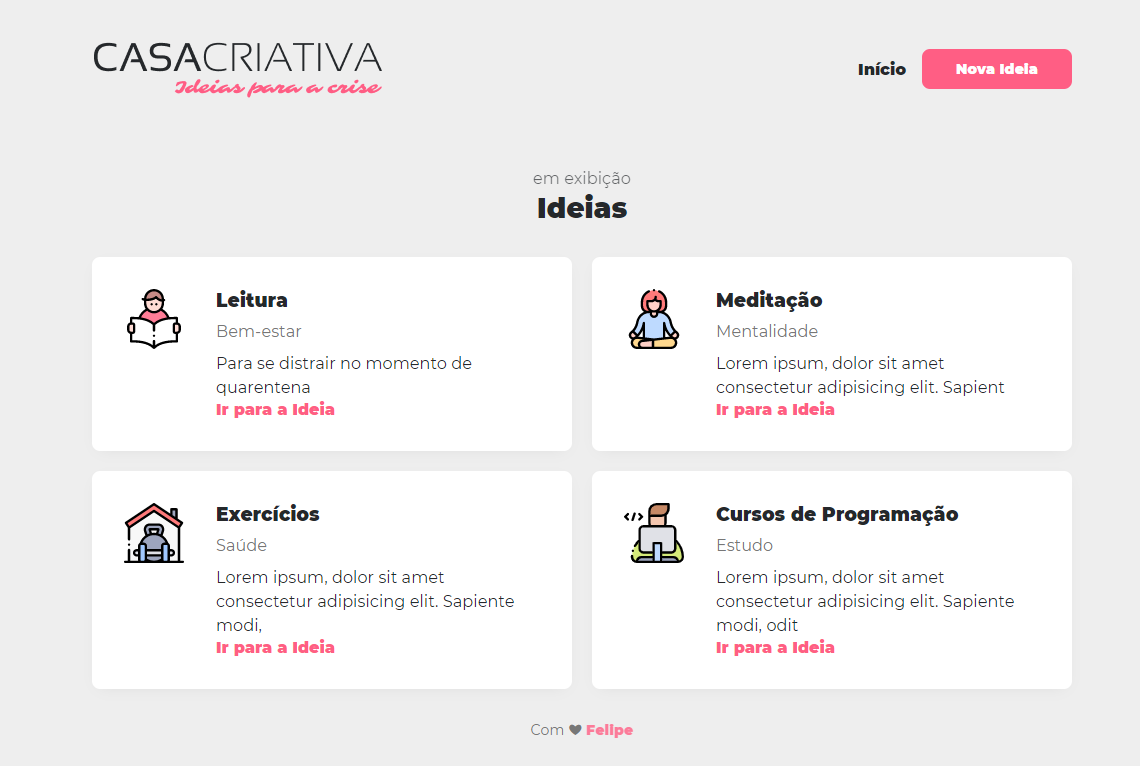 CASACRIATIVA
Ideias para a crise
Início
Nova Ideia
em exibição
Ideias
Leitura
Bem-estar
Para se distrair no momento de
quarentena
Ir para a Ideia
Meditação
Mentalidade
Lorem ipsum, dolor sit amet
consectetur adipisicing elit. Sapient
Ir para a Ideia
Exercícios
Saúde
Lorem ipsum, dolor sit amet
consectetur adipisicing elit. Sapiente
modi,
Ir para a Ideia
</>
Cursos de Programação
Estudo
Lorem ipsum, dolor sit amet
consectetur adipisicing elit. Sapiente
modi, odit
Ir para a Ideia
Com ♥ Felipe